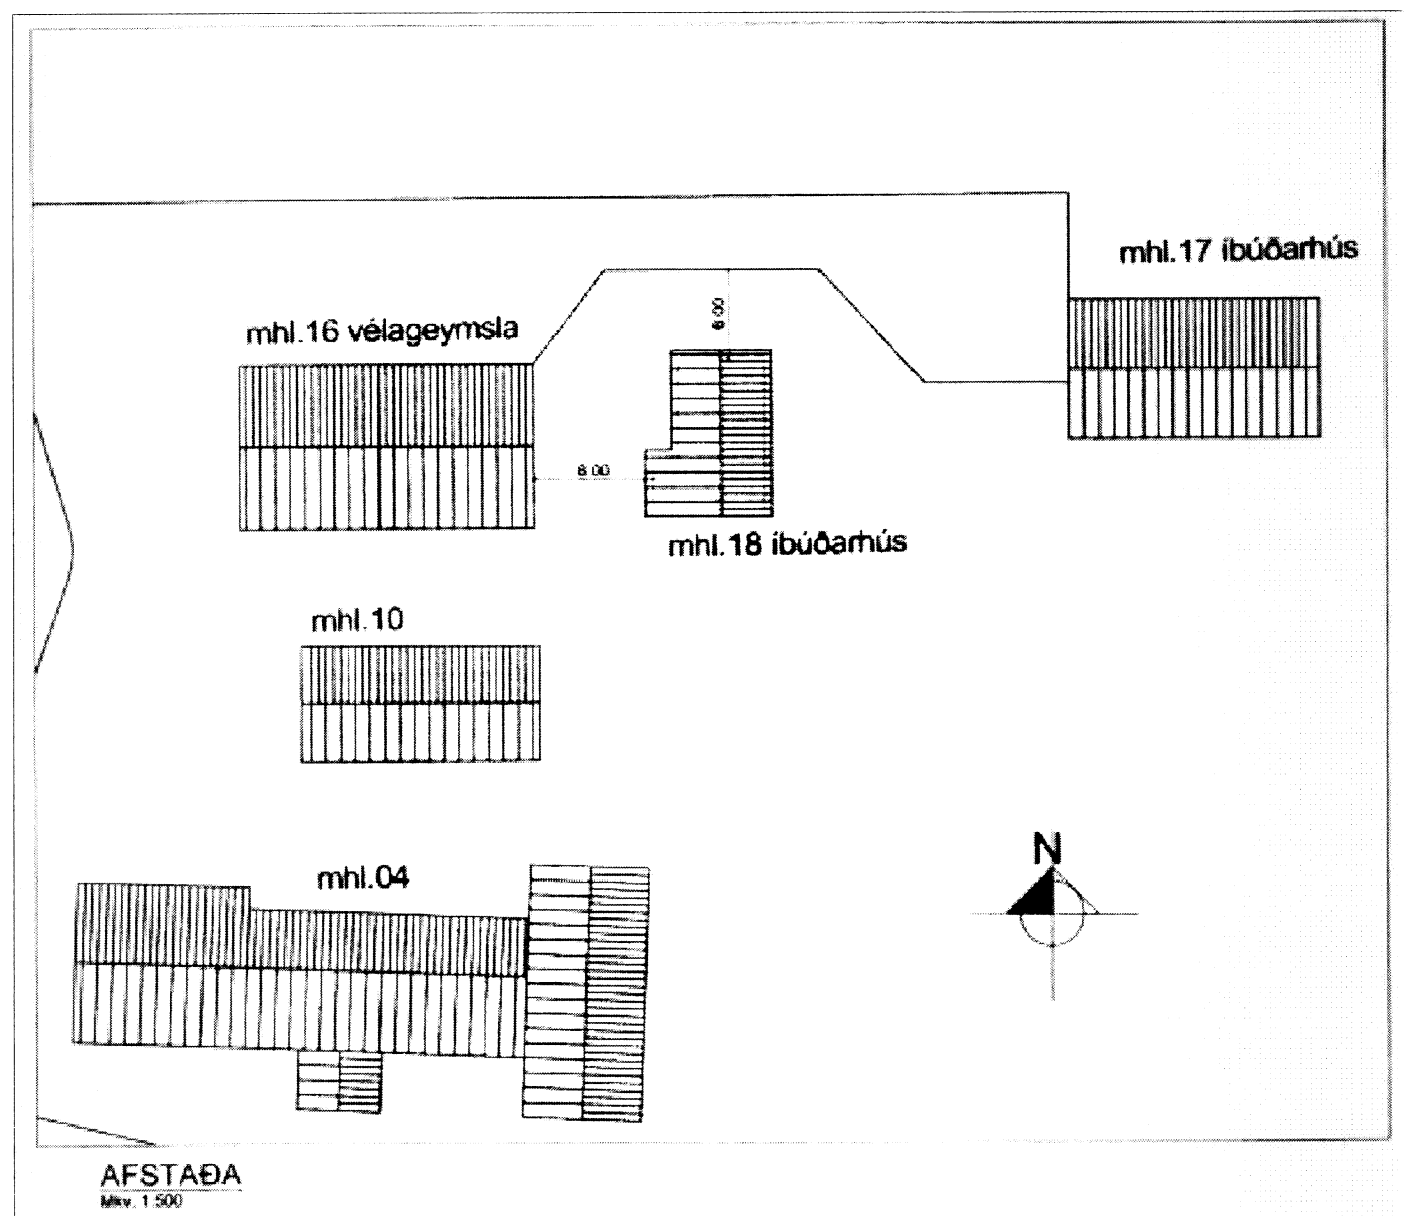 mhl.17 íbúðarhús
6.00
mhl.16 vélageymsla
6.00
mhl.18 íbúðarhús
mhl.10
mhl.04
N
AFSTAÐA
Mkv. 1:500